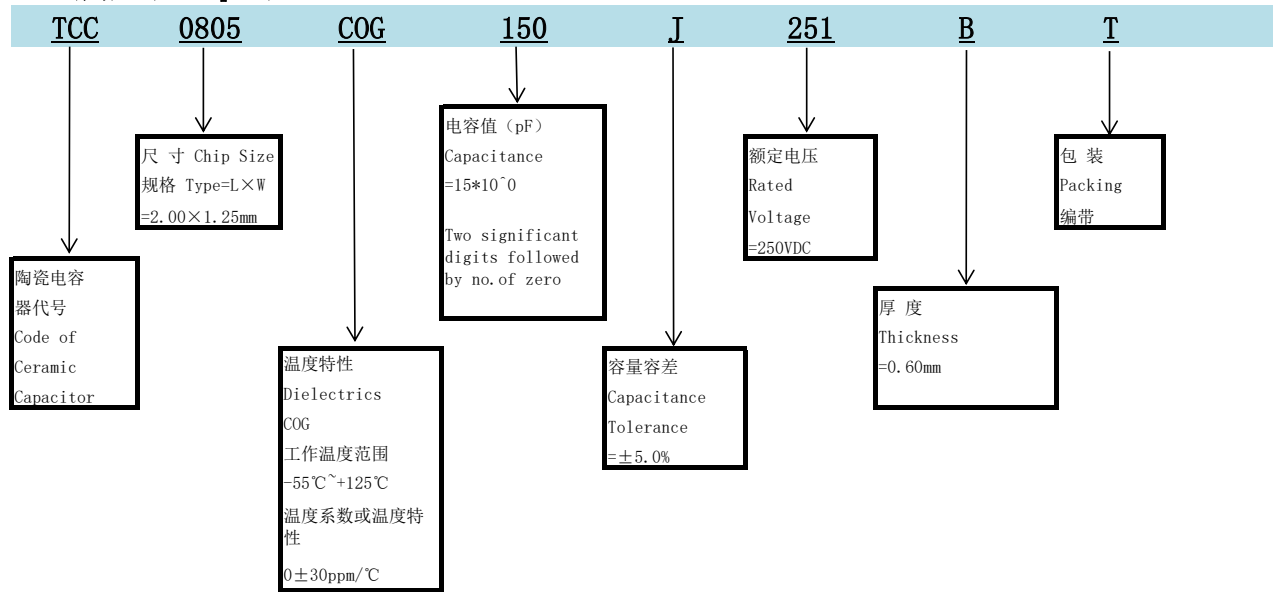 TCC 0805 COG 150 J 251 B T
陶瓷电容
器代号
Code of
Ceramic
Capacitor
尺 寸 Chip Size
规格 Type=L×W
=2.00×1.25mm
温度特性
Dielectrics
COG
工作温度范围
-55℃~+125℃
温度系数或温度特
性
0±30ppm/℃
电容值（pF）
Capacitance
=15*10^0
Two significant
digits followed
by no.of zero
容量容差
Capacitance
Tolerance
=±5.0%
额定电压
Rated
Voltage
=250VDC
厚 度
Thickness
=0.60mm
包 装
Packing
编带